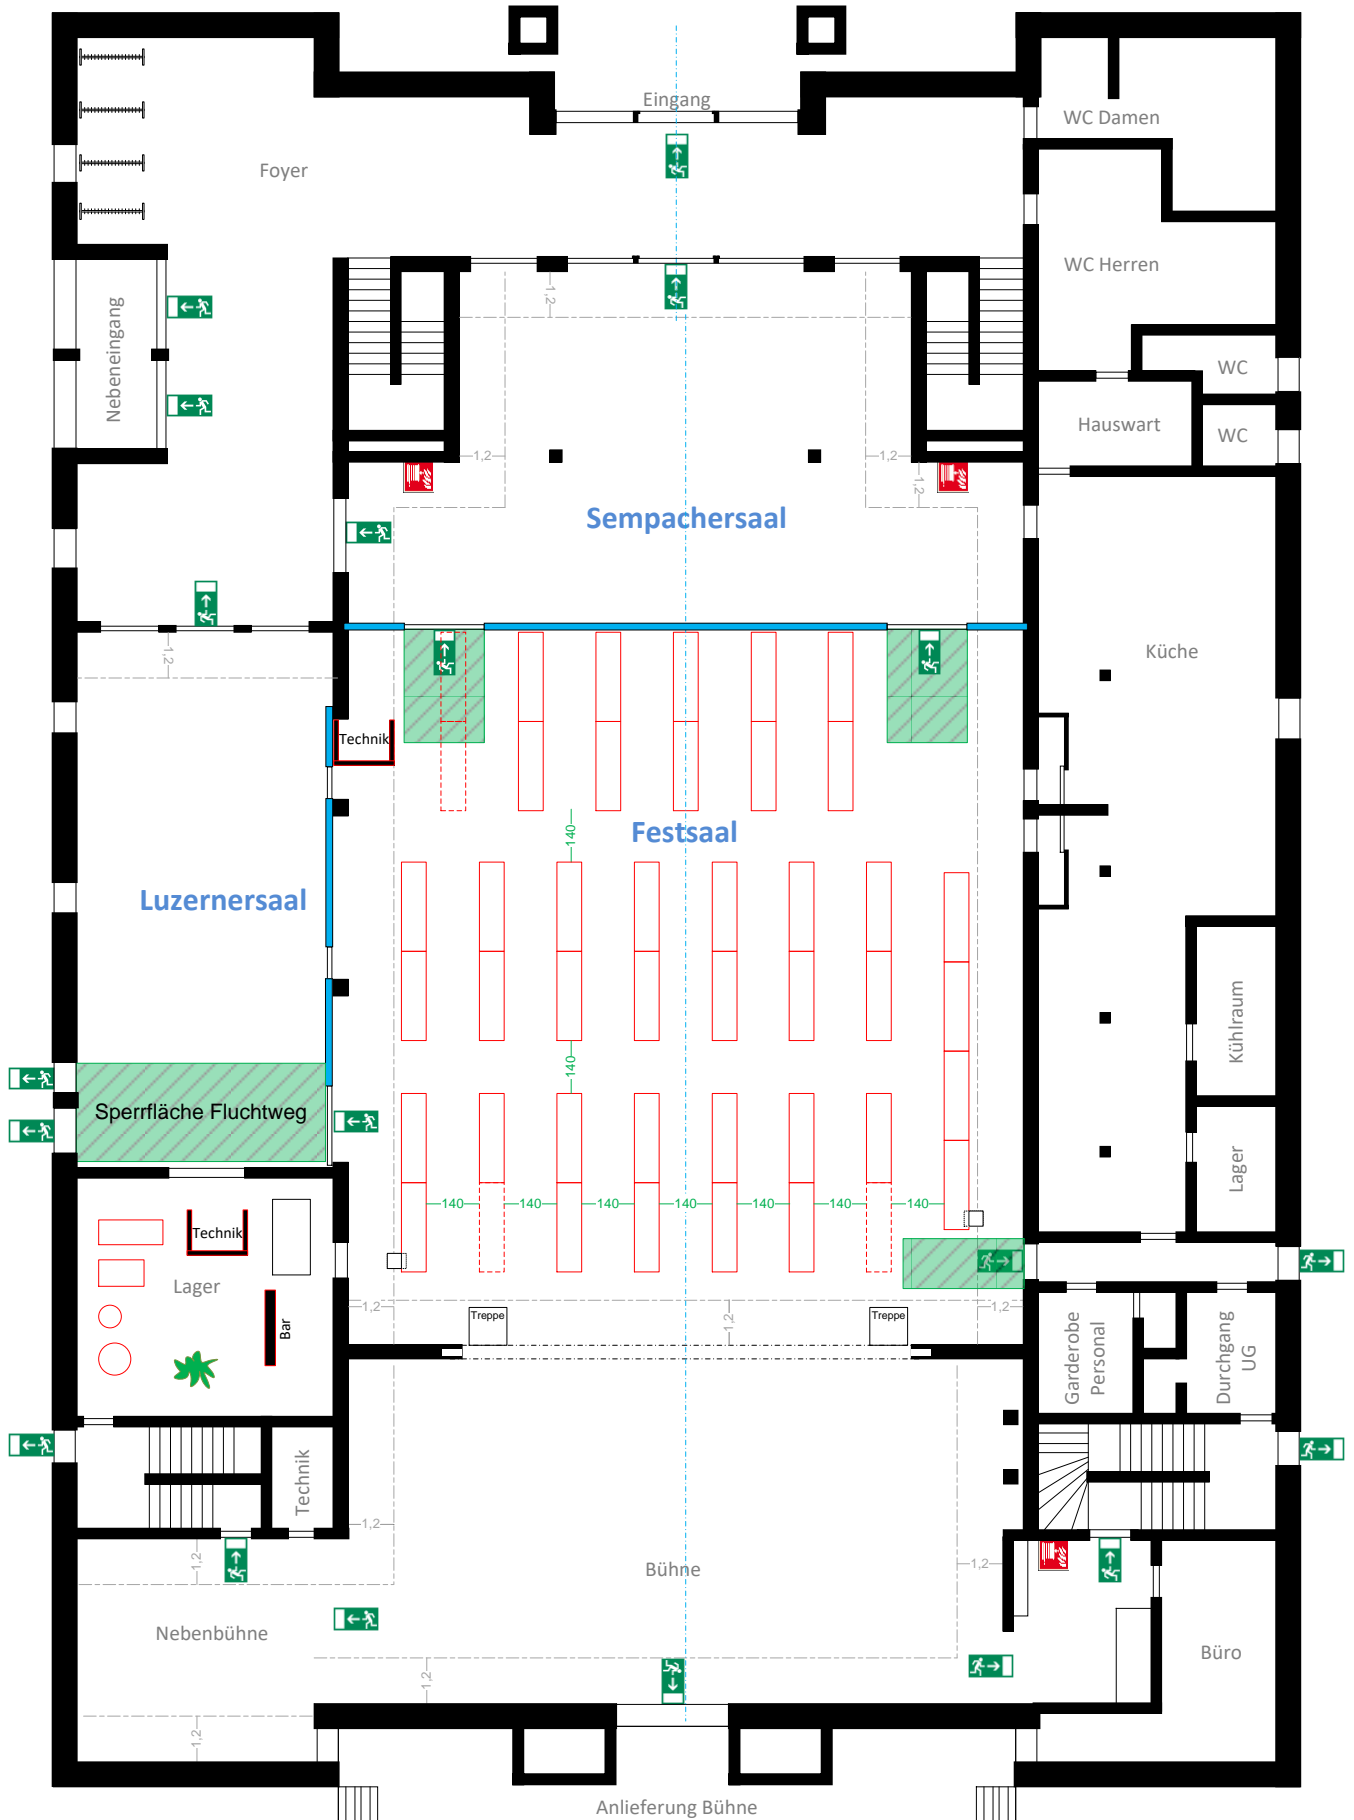 Eingang
WC Damen
Foyer
WC Herren
1,2
Nebeneingang
WC
Hauswart
WC
1,2
1,2
1,2
Sempachersaal
1,2
Küche
Technik
140
Festsaal
Luzernersaal
Kühlraum
140
Sperrfläche Fluchtweg
Lager
140
140
140
140
140
140
Technik
Lager
Bar
1,2
Treppe
1,2
Treppe
1,2
Garderobe
Personal
Durchgang
UG
Technik
1,2
1,2
1,2
Bühne
Nebenbühne
Büro
1,2
1,2
Anlieferung Bühne